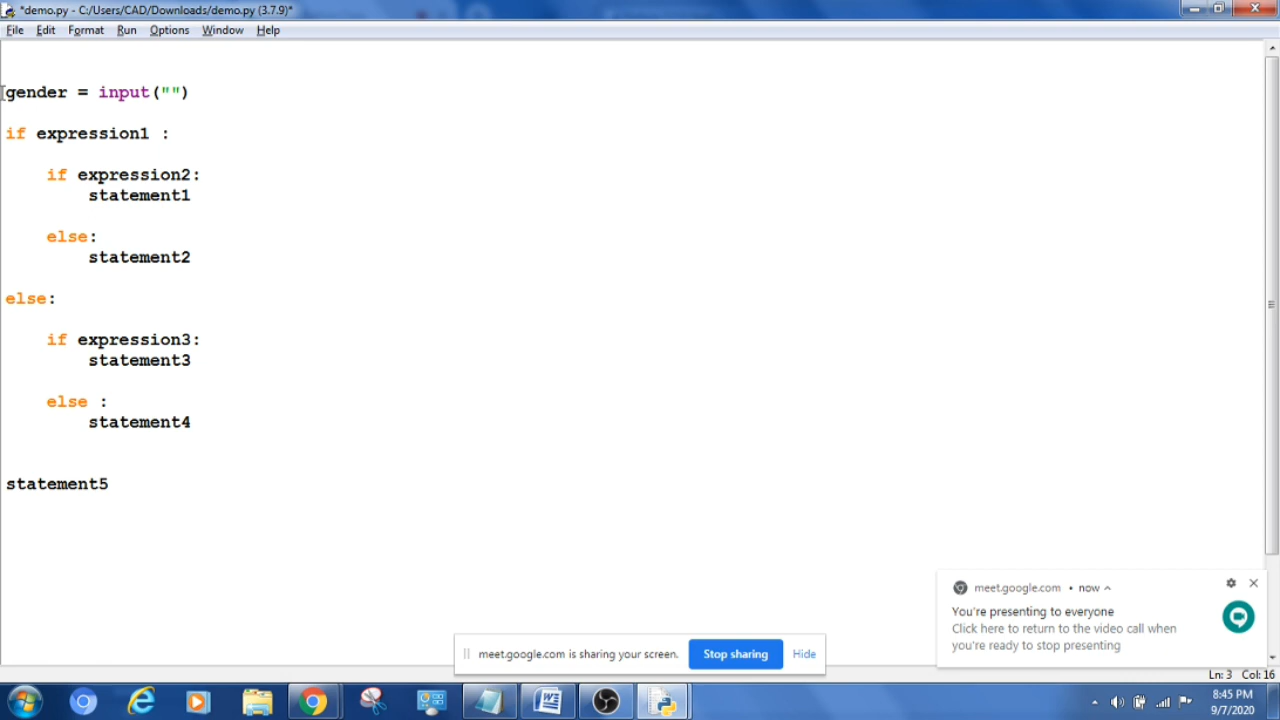 *demo.py - C:/Users/CAD/Downloads/demo.py (3.7.9)*
File Edit Format Run Options Window Help
gender = input("")
if expression1 :
if expression2:
statement1
else:
statement2
else:
if expression3:
statement3
else :
statement4
statement5
meet.google.com • now
You're presenting to everyone
Click here to return to the video call when
you're ready to stop presenting
meet.google.com is sharing your screen. Stop sharing Hide
Ln: 3 Col: 16
8:45 PM
9/7/2020